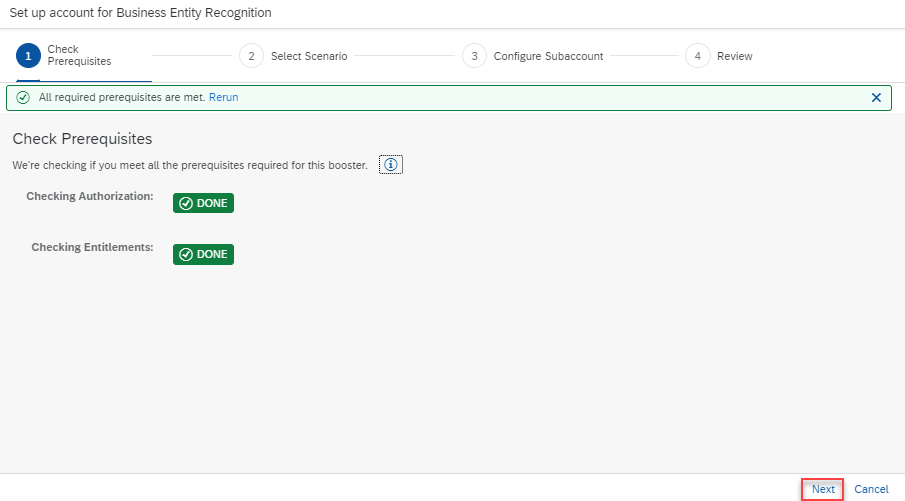 Set up account for Business Entity Recognition
1 Check
Prerequisites
2 Select Scenario
3 Configure Subaccount
4 Review
All required prerequisites are met. Rerun
Check Prerequisites
We're checking if you meet all the prerequisites required for this booster.
Checking Authorization: DONE
Checking Entitlements: DONE
Next Cancel